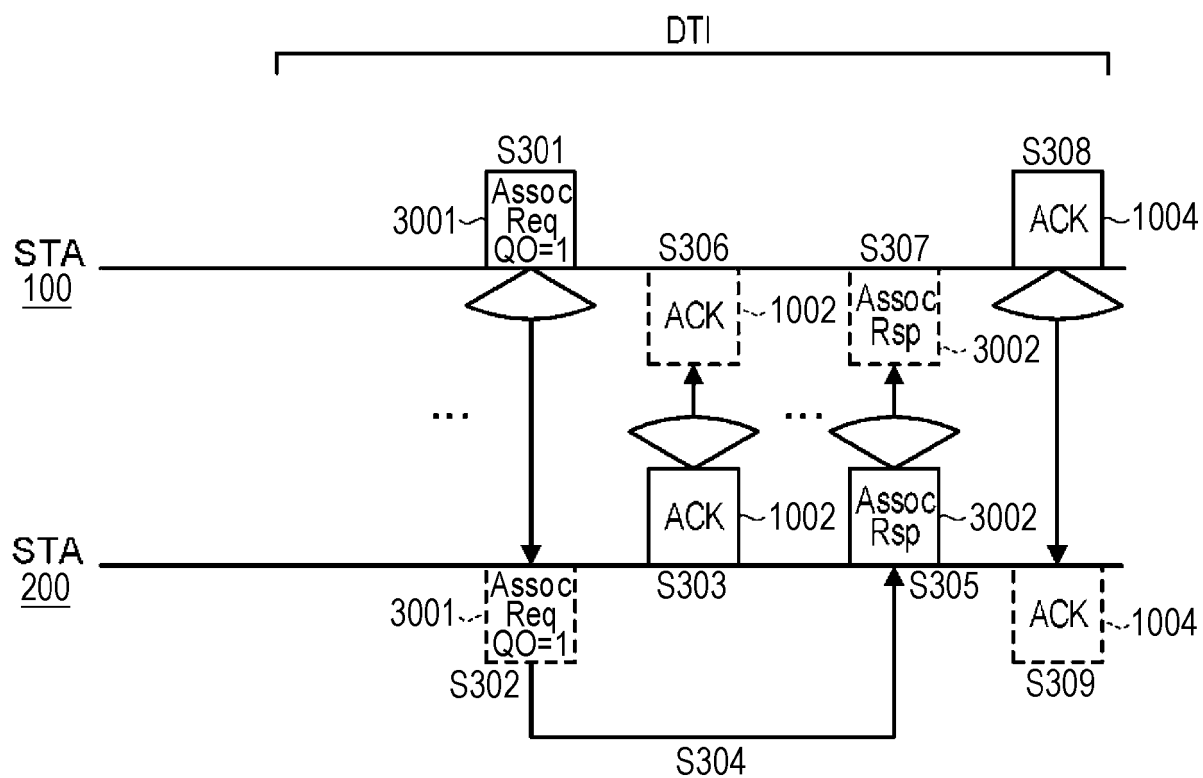 DTI
S301
S308
Assoc
Req
QO=1
3001
ACK
1004
STA
100
S306
S307
ACK
1002
Assoc
Rsp
3002
...
...
ACK
1002
Assoc
Rsp
3002
STA
200
S303
S305
3001
Assoc
Req
QO=1
ACK
1004
S302
S309
S304